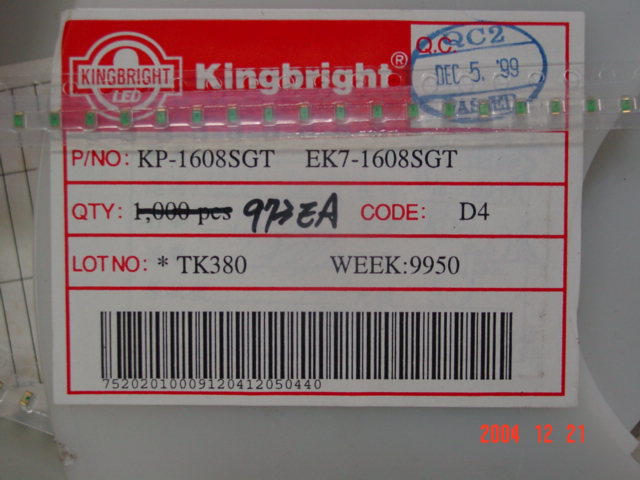 KINGBRIGHT
LED
Kingbright®
Q.C.
QC2
DEC 5. '99
P/NO: KP-1608SGT EK7-1608SGT
QTY: 1,000 pcs EA CODE: D4
LOT NO: * TK380 WEEK:9950
75202010009120412050440
2004 12 21